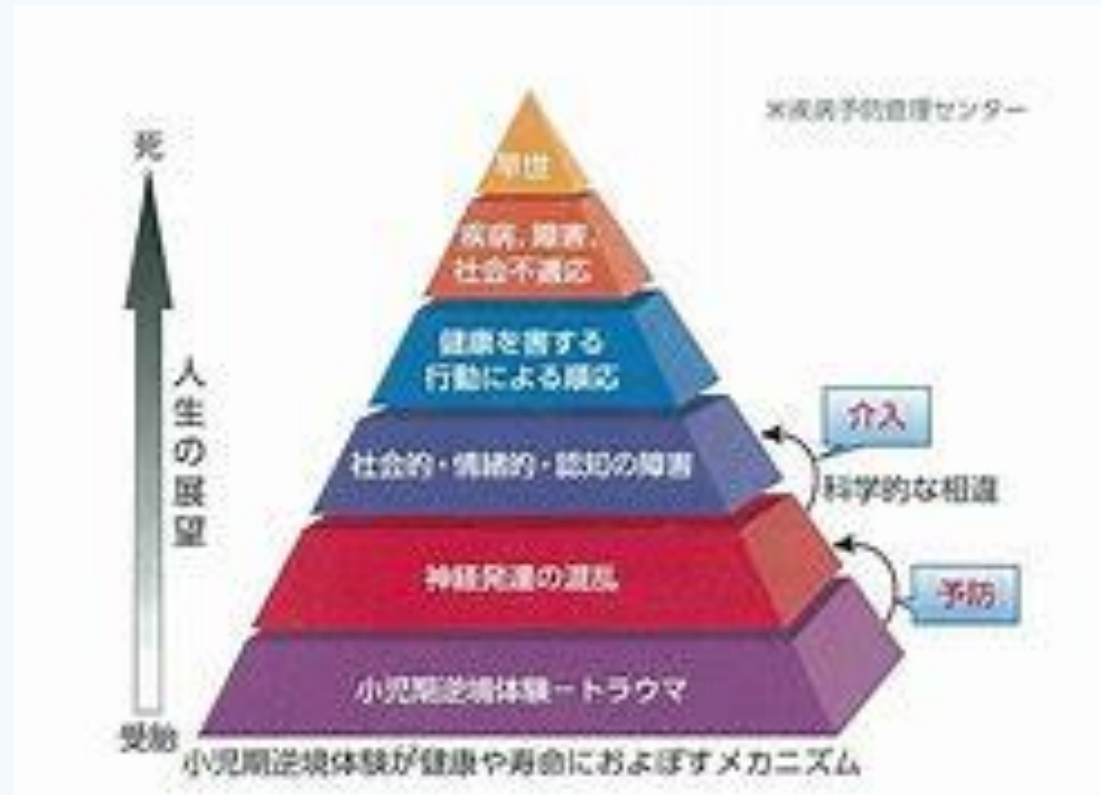 ※疾病予防管理センター
死
早世
疾病、障害、
社会不適応
健康を害する
行動による順応
人生の展望
介入
社会的・情緒的・認知の障害
科学的な相違
神経発達の混乱
予防
小児期逆境体験ートラウマ
受胎
小児期逆境体験が健康や寿命におよぼすメカニズム